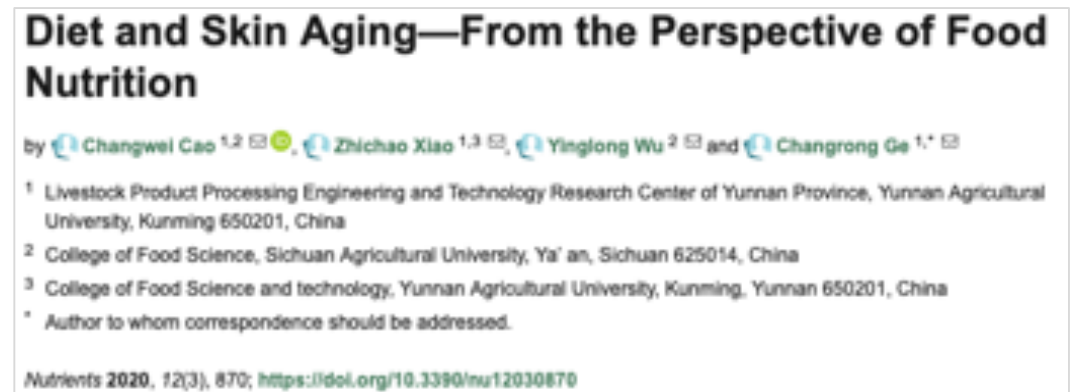 Diet and Skin Aging—From the Perspective of Food
Nutrition
by Changwei Cao 1,2, Zhichao Xiao 1,3, Yinglong Wu 2 and Changrong Ge 1,*
1 Livestock Product Processing Engineering and Technology Research Center of Yunnan Province, Yunnan Agricultural
University, Kunming 650201, China
2 College of Food Science, Sichuan Agricultural University, Ya' an, Sichuan 625014, China
3 College of Food Science and technology, Yunnan Agricultural University, Kunming, Yunnan 650201, China
* Author to whom correspondence should be addressed.
Nutrients 2020, 12(3), 870; https://doi.org/10.3390/nu12030870